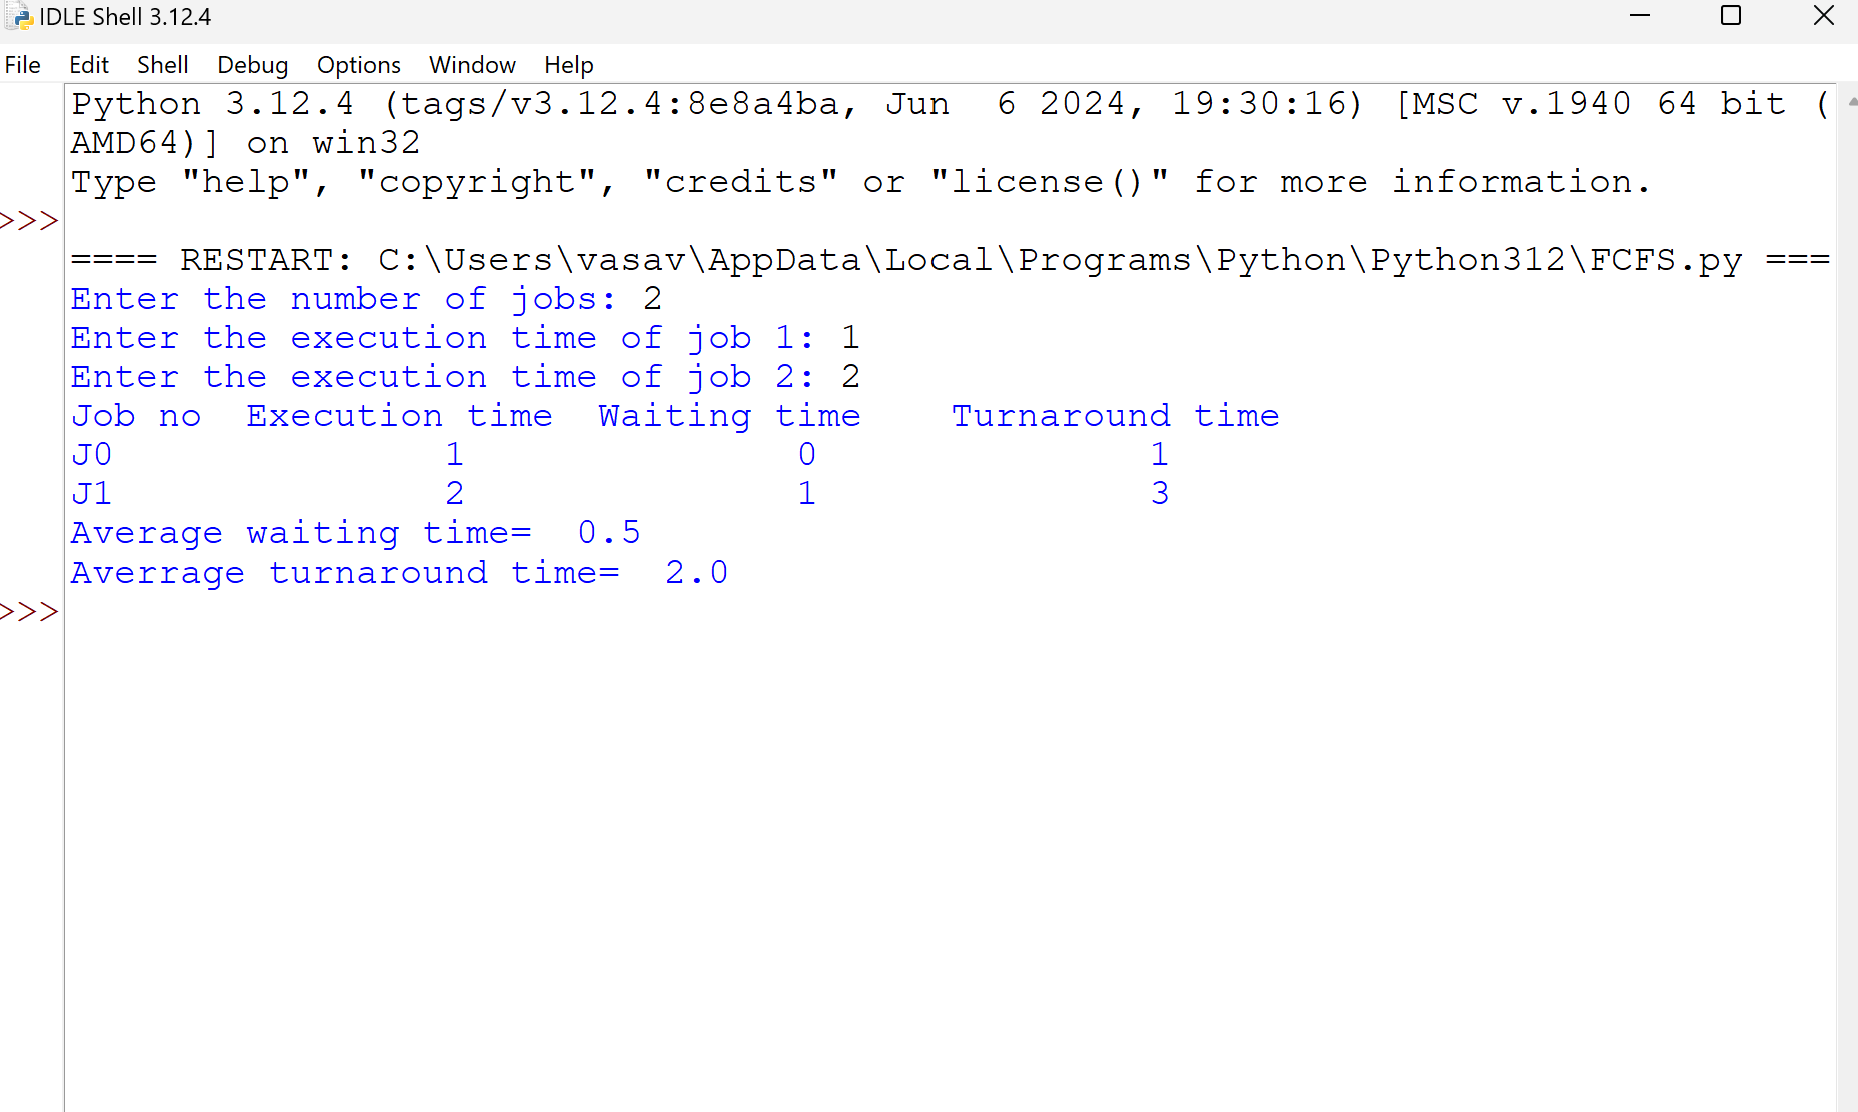 IDLE Shell 3.12.4
File Edit Shell Debug Options Window Help
Python 3.12.4 (tags/v3.12.4:8e8a4ba, Jun  6 2024, 19:30:16) [MSC v.1940 64 bit (
AMD64)] on win32
Type "help", "copyright", "credits" or "license()" for more information.
>>>
==== RESTART: C:\Users\vasav\AppData\Local\Programs\Python\Python312\FCFS.py ===
Enter the number of jobs: 2
Enter the execution time of job 1: 1
Enter the execution time of job 2: 2
Job no  Execution time  Waiting time    Turnaround time
J0 1 0 1
J1 2 1 3
Average waiting time=  0.5
Averrage turnaround time=  2.0
>>>